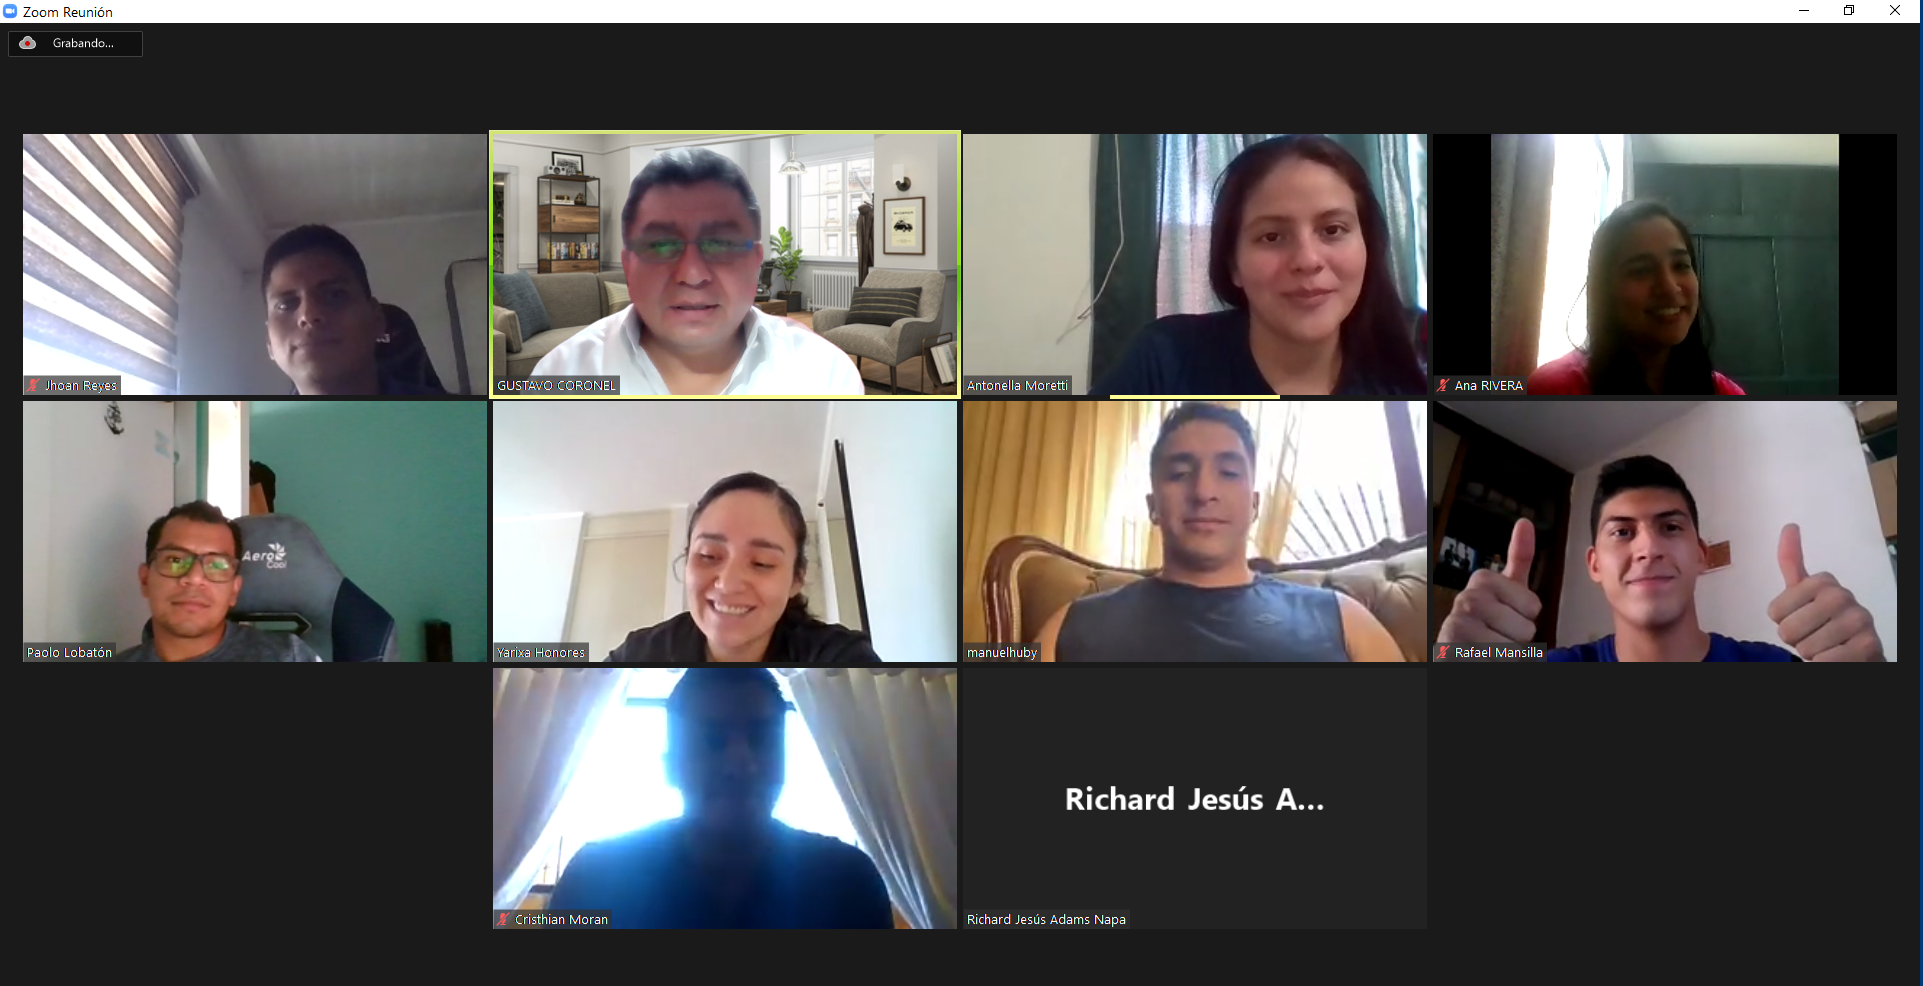 Zoom Reunión
Grabando...
Jhoan Reyes
GUSTAVO CORONEL
Antonella Moretti
Ana RIVERA
Aero
Cool
Paolo Lobatón
Yarixa Honores
manuelhuby
Rafael Mansilla
Richard Jesús A...
Cristhian Moran
Richard Jesús Adams Napa